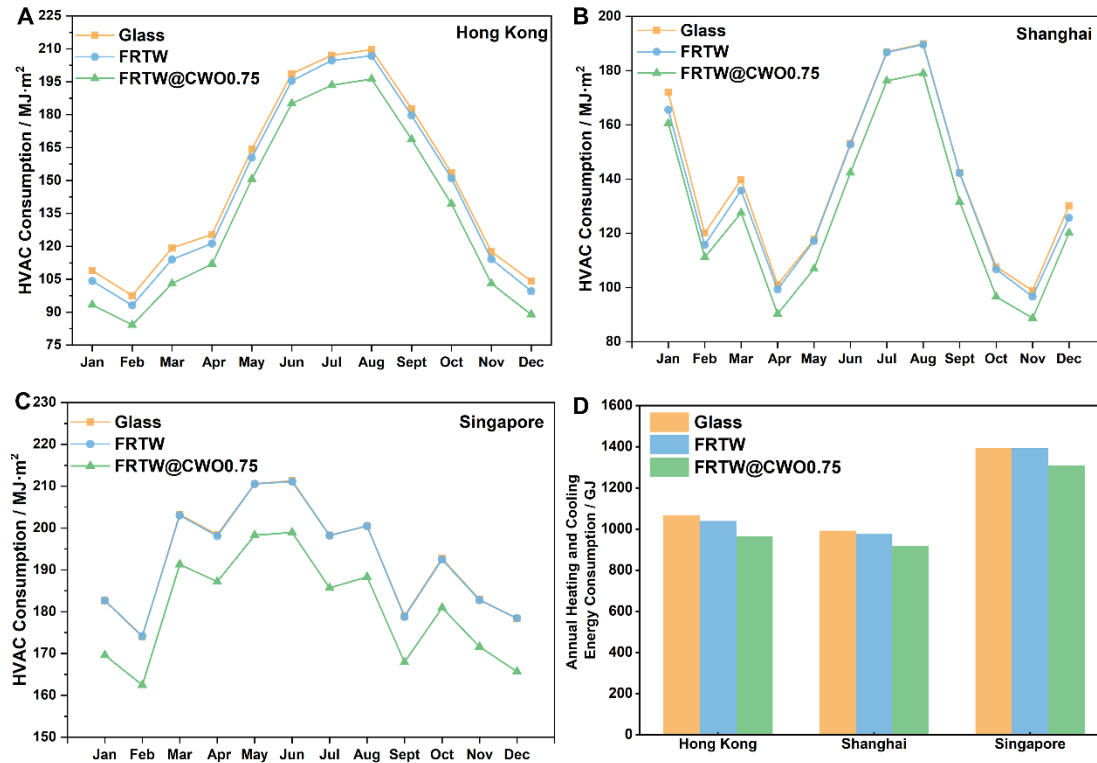 A
Hong Kong
Glass
FRTW
FRTW@CWO0.75
HVAC Consumption / MJ·m²
225
210
195
180
165
150
135
120
105
90
75
Jan Feb Mar Apr May Jun Jul Aug Sept Oct Nov Dec
B
Shanghai
Glass
FRTW
FRTW@CWO0.75
HVAC Consumption / MJ·m²
200
180
160
140
120
100
80
Jan Feb Mar Apr May Jun Jul Aug Sept Oct Nov Dec
C
Singapore
Glass
FRTW
FRTW@CWO0.75
HVAC Consumption / MJ·m²
230
220
210
200
190
180
170
160
150
Jan Feb Mar Apr May Jun Jul Aug Sept Oct Nov Dec
D
Glass
FRTW
FRTW@CWO0.75
Annual Heating and Cooling
Energy Consumption / GJ
1600
1400
1200
1000
800
600
400
200
0
Hong Kong Shanghai Singapore